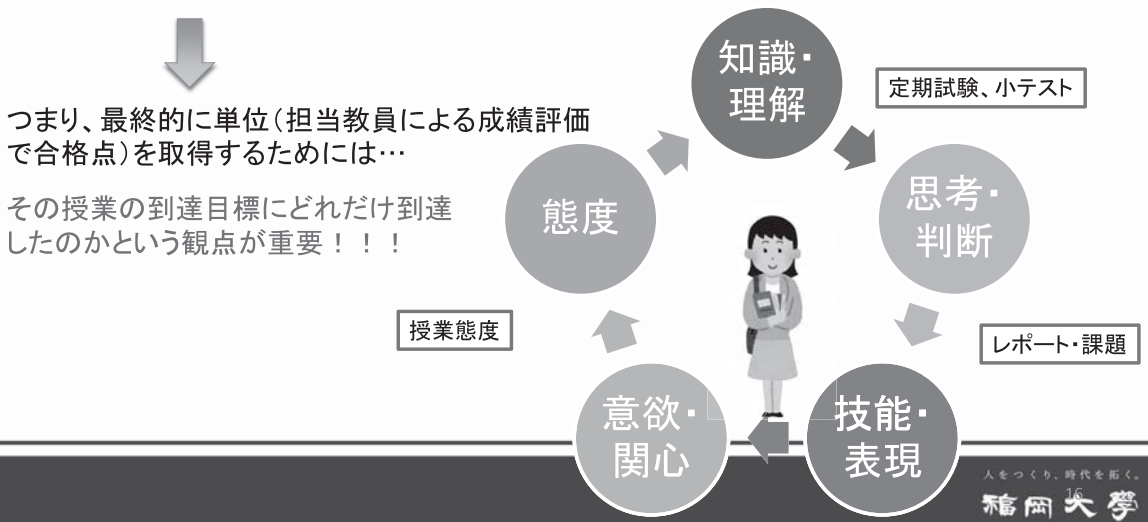 つまり、最終的に単位（担当教員による成績評価
で合格点）を取得するためには…
その授業の到達目標にどれだけ到達
したのかという観点が重要！！！
知識・
理解
定期試験、小テスト
思考・
判断
レポート・課題
技能・
表現
意欲・
関心
授業態度
態度
人をつくり、時代を拓く。
福岡大學
16